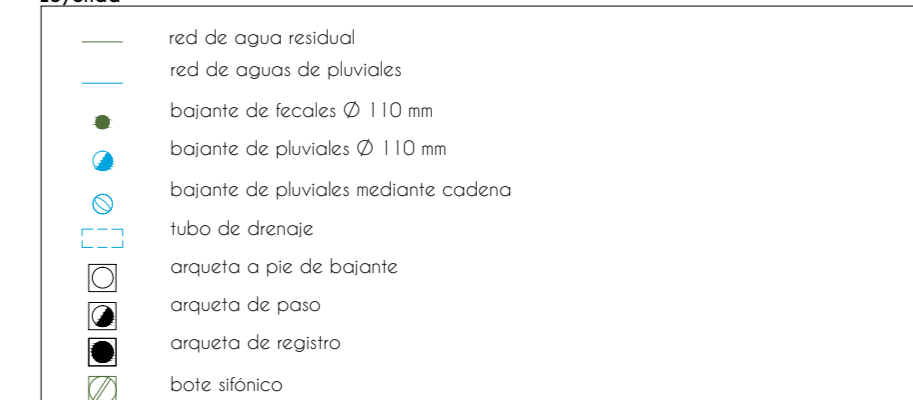 Leyenda
red de agua residual
red de aguas de pluviales
bajante de fecales Ø 110 mm
bajante de pluviales Ø 110 mm
bajante de pluviales mediante cadena
tubo de drenaje
arqueta a pie de bajante
arqueta de paso
arqueta de registro
bote sifónico